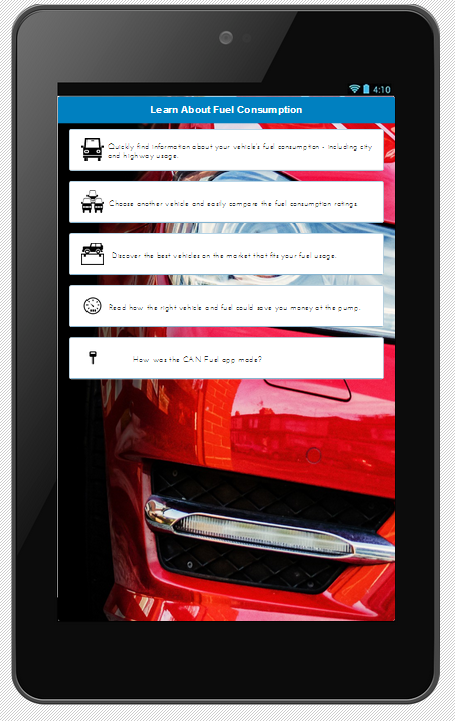 4:10
Learn About Fuel Consumption
Quickly find information about your vehicle's fuel consumption - including city
and highway usage.
Choose another vehicle and easily compare the fuel consumption ratings.
Discover the best vehicles on the market that fits your fuel usage.
Read how the right vehicle and fuel could save you money at the pump.
How was the CAN Fuel app made?